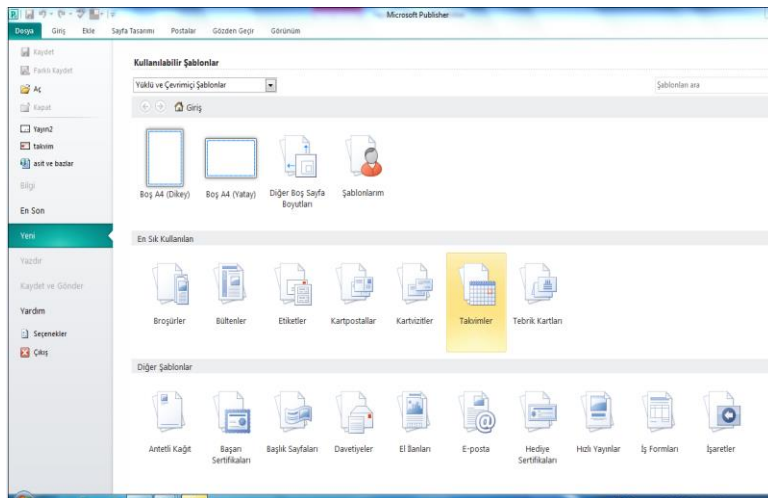 Microsoft Publisher
Dosya Giriş Ekle Sayfa Tasarımı Postalar Gözden Geçir Görünüm
Kaydet
Farklı Kaydet
Aç
Kapat
Yayın2
takvim
asit ve bazlar
Bilgi
En Son
Yeni
Yazdır
Kaydet ve Gönder
Yardım
Seçenekler
Çıkış
Kullanılabilir Şablonlar
Yüklü ve Çevrimiçi Şablonlar
Şablonları ara
Giriş
Boş A4 (Dikey) Boş A4 (Yatay) Diğer Boş Sayfa Boyutları Şablonlarım
En Sık Kullanılan
Broşürler Bültenler Etiketler Kartpostallar Kartvizitler Takvimler Tebrik Kartları
Diğer Şablonlar
Antetli Kağıt Başarı Sertifikaları Başlık Sayfaları Davetiyeler El İlanları E-posta Hediye Sertifikaları Hızlı Yayınlar İş Formları İşaretler